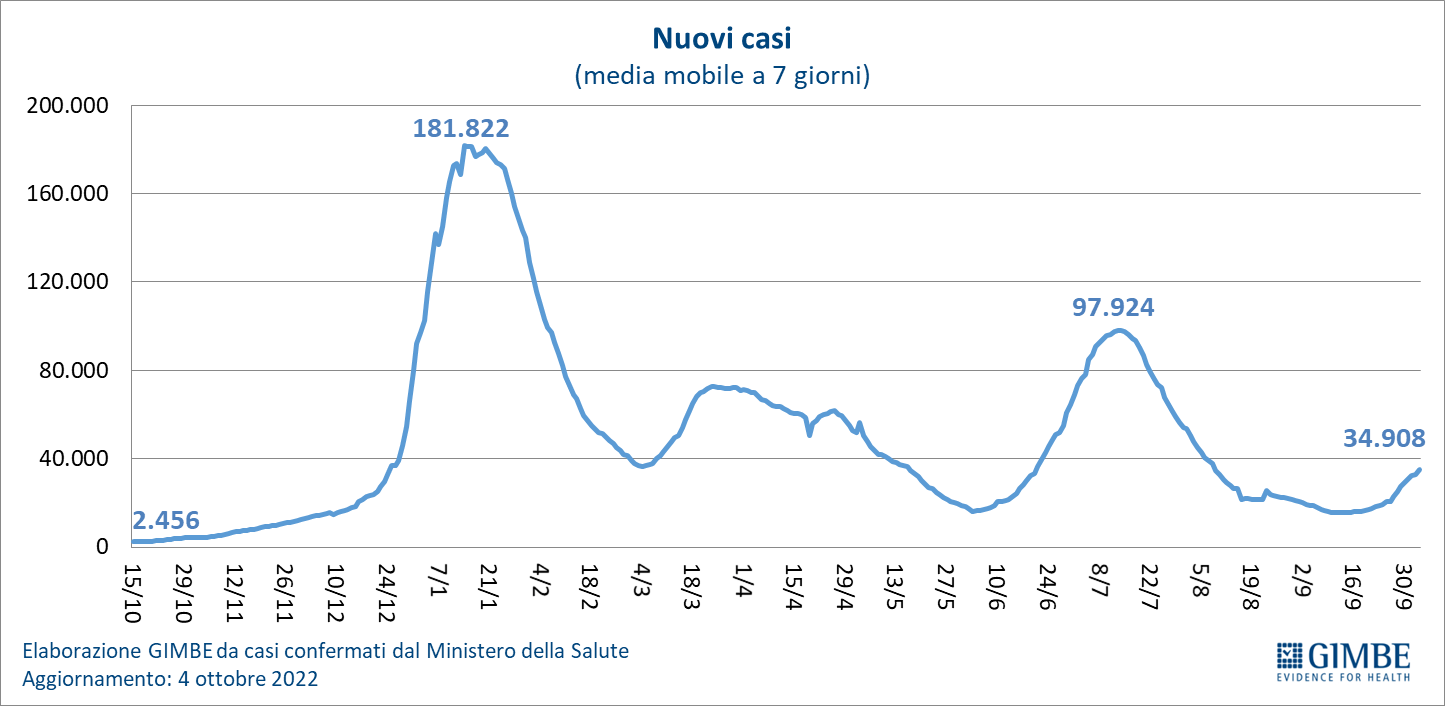 Nuovi casi
(media mobile a 7 giorni)
200.000
181.822
160.000
120.000
97.924
80.000
34.908
40.000
2.456
0
15/10 29/10 12/11 26/11 10/12 24/12 7/1 21/1 4/2 18/2 4/3 18/3 1/4 15/4 29/4 13/5 27/5 10/6 24/6 8/7 22/7 5/8 19/8 2/9 16/9 30/9
Elaborazione GIMBE da casi confermati dal Ministero della Salute
Aggiornamento: 4 ottobre 2022
GIMBE
EVIDENCE FOR HEALTH